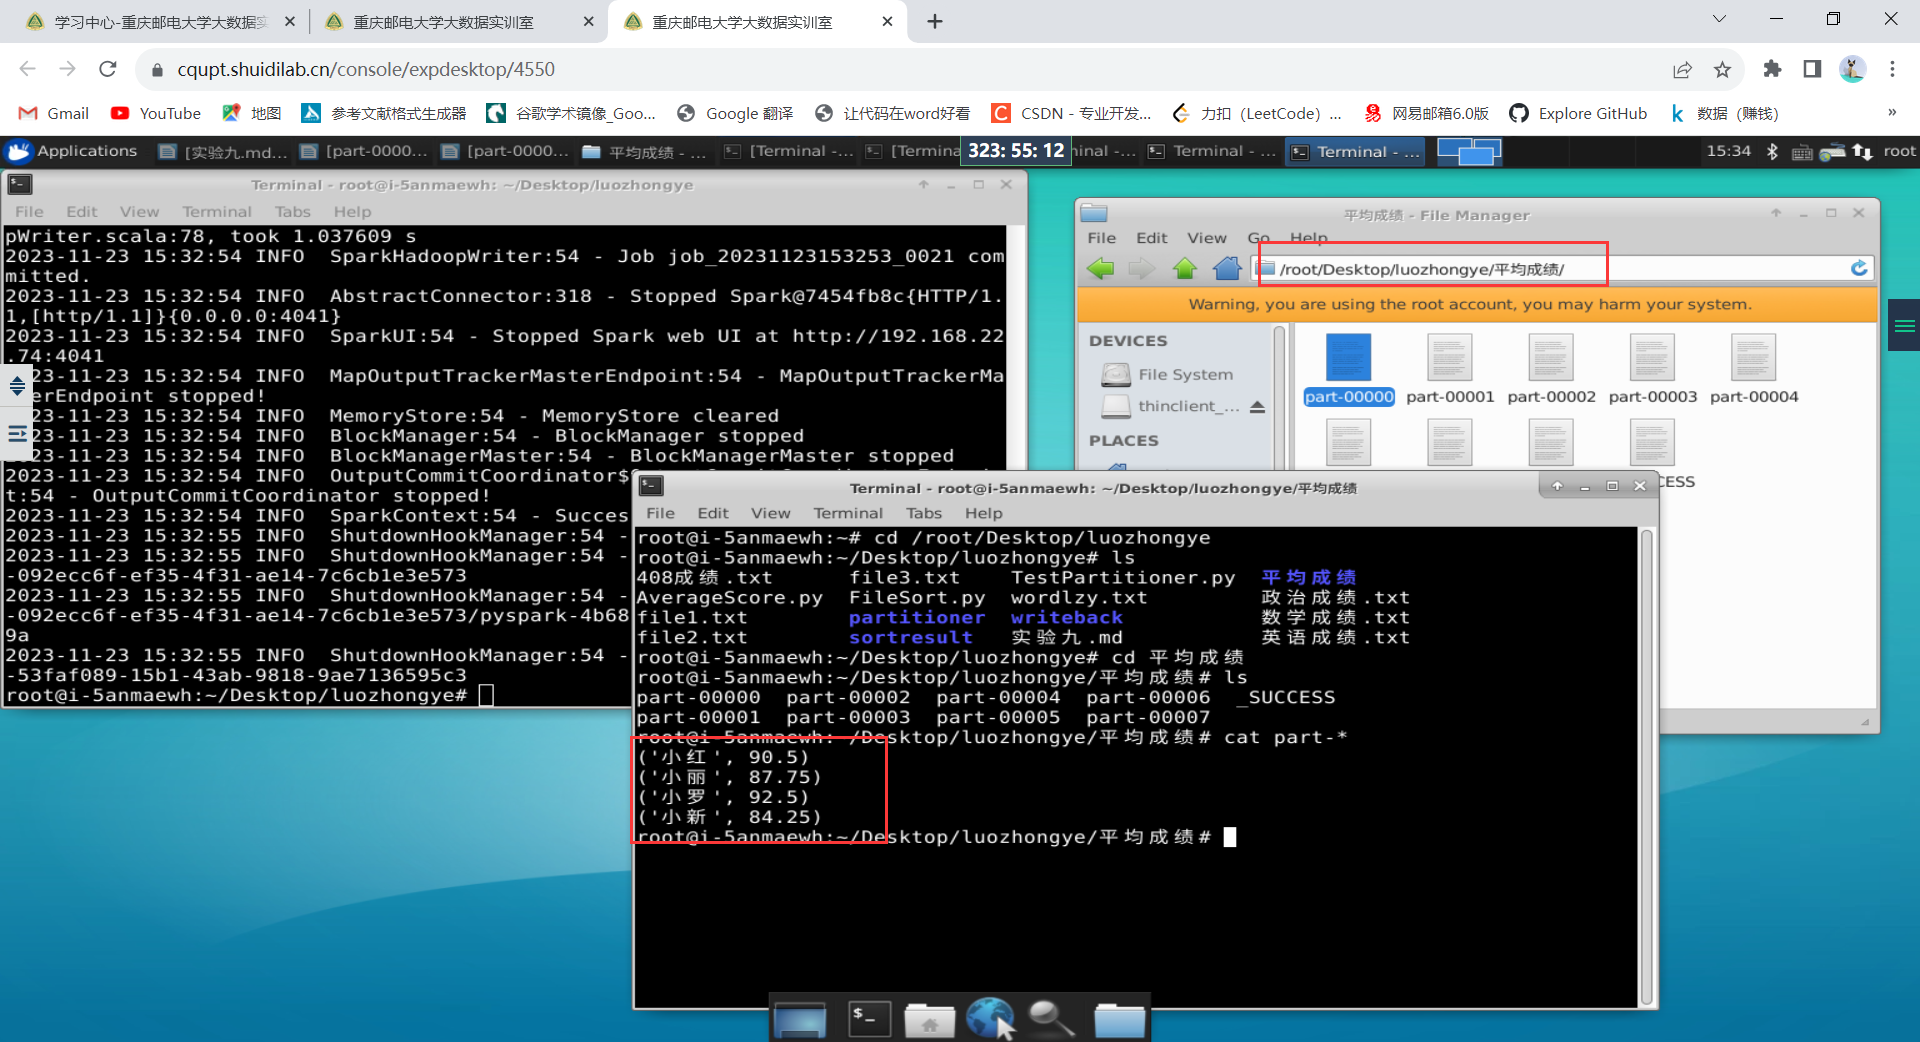 学习中心-重庆邮电大学大数据实
重庆邮电大学大数据实训室
重庆邮电大学大数据实训室
cqupt.shuidilab.cn/console/expdesktop/4550
Gmail
YouTube
地图
参考文献格式生成器
谷歌学术镜像_Goo...
Google 翻译
让代码在word好看
CSDN - 专业开发...
力扣（LeetCode）...
网易邮箱6.0版
Explore GitHub
数据（赚钱）
»
Applications
[实验九.md...
[part-0000...
[part-0000...
平均成绩 - ...
[Terminal -...
[Termina
323: 55: 12
inal -...
Terminal - ...
Terminal - ...
15:34
root
Terminal - root@i-5anmaewh: ~/Desktop/luozhongye
File Edit View Terminal Tabs Help
pWriter.scala:78, took 1.037609 s
2023-11-23 15:32:54 INFO  SparkHadoopWriter:54 - Job job_20231123153253_0021 com
mitted.
2023-11-23 15:32:54 INFO  AbstractConnector:318 - Stopped Spark@7454fb8c{HTTP/1.
1,[http/1.1]}{0.0.0.0:4041}
2023-11-23 15:32:54 INFO  SparkUI:54 - Stopped Spark web UI at http://192.168.22
.74:4041
23-11-23 15:32:54 INFO  MapOutputTrackerMasterEndpoint:54 - MapOutputTrackerMa
erEndpoint stopped!
23-11-23 15:32:54 INFO  MemoryStore:54 - MemoryStore cleared
23-11-23 15:32:54 INFO  BlockManager:54 - BlockManager stopped
23-11-23 15:32:54 INFO  BlockManagerMaster:54 - BlockManagerMaster stopped
2023-11-23 15:32:54 INFO  OutputCommitCoordinator$
t:54 - OutputCommitCoordinator stopped!
2023-11-23 15:32:54 INFO  SparkContext:54 - Succes
2023-11-23 15:32:55 INFO  ShutdownHookManager:54 -
2023-11-23 15:32:55 INFO  ShutdownHookManager:54 -
-092ecc6f-ef35-4f31-ae14-7c6cb1e3e573
2023-11-23 15:32:55 INFO  ShutdownHookManager:54 -
-092ecc6f-ef35-4f31-ae14-7c6cb1e3e573/pyspark-4b68
9a
2023-11-23 15:32:55 INFO  ShutdownHookManager:54 -
-53faf089-15b1-43ab-9818-9ae7136595c3
root@i-5anmaewh:~/Desktop/luozhongye#
平均成绩 - File Manager
File Edit View Go Help
/root/Desktop/luozhongye/平均成绩/
Warning, you are using the root account, you may harm your system.
DEVICES
File System
thinclient_...
PLACES
part-00000 part-00001 part-00002 part-00003 part-00004
CESS
Terminal - root@i-5anmaewh: ~/Desktop/luozhongye/平均成绩
File Edit View Terminal Tabs Help
root@i-5anmaewh:~# cd /root/Desktop/luozhongye
root@i-5anmaewh:~/Desktop/luozhongye# ls
408成绩.txt      file3.txt    TestPartitioner.py  平均成绩
AverageScore.py  FileSort.py  wordlzy.txt         政治成绩.txt
file1.txt        partitioner  writeback           数学成绩.txt
file2.txt        sortresult   实验九.md           英语成绩.txt
root@i-5anmaewh:~/Desktop/luozhongye# cd 平均成绩
root@i-5anmaewh:~/Desktop/luozhongye/平均成绩# ls
part-00000  part-00002  part-00004  part-00006  _SUCCESS
part-00001  part-00003  part-00005  part-00007
root@i-5anmaewh:~/Desktop/luozhongye/平均成绩# cat part-*
('小红', 90.5)
('小丽', 87.75)
('小罗', 92.5)
('小新', 84.25)
root@i-5anmaewh:~/Desktop/luozhongye/平均成绩#